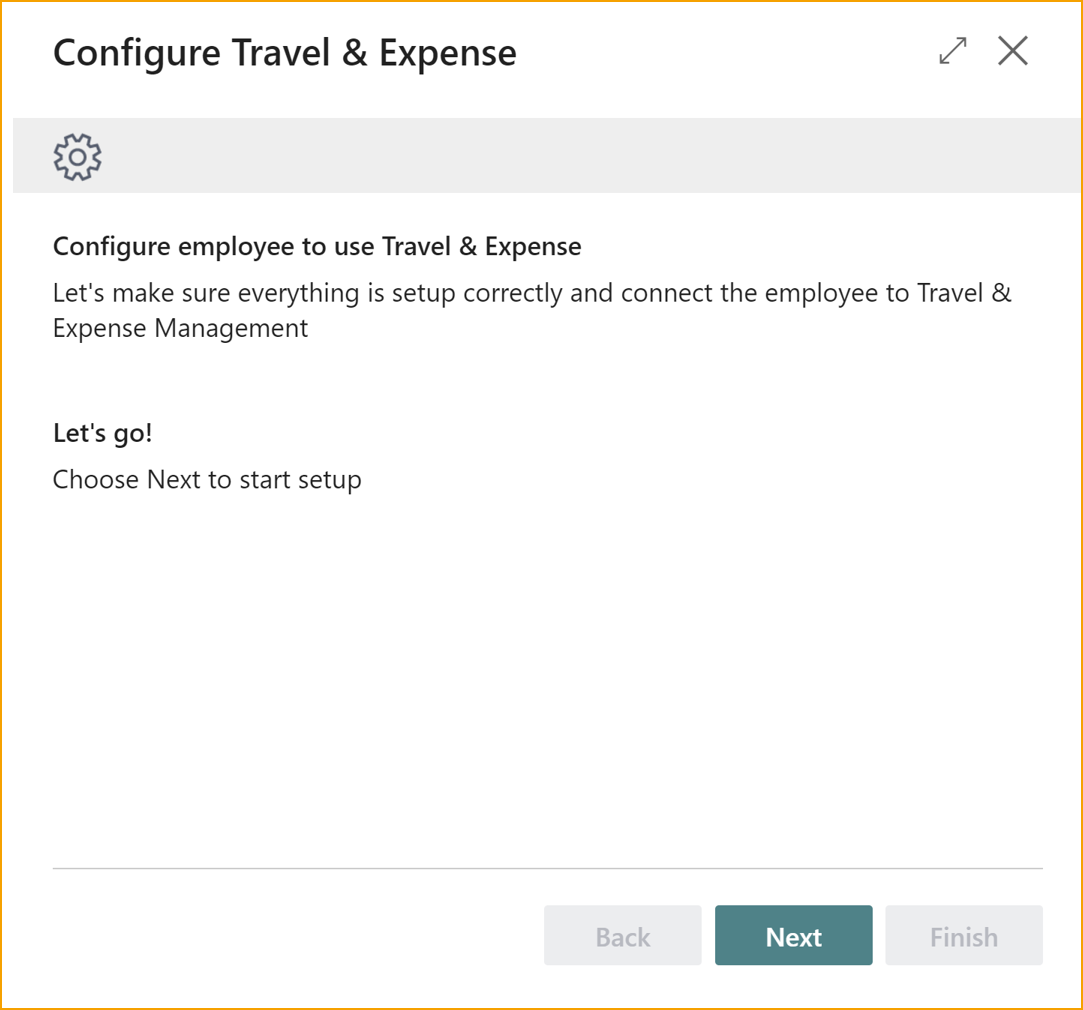 Configure Travel & Expense
Configure employee to use Travel & Expense
Let's make sure everything is setup correctly and connect the employee to Travel &
Expense Management
Let's go!
Choose Next to start setup
Back
Next
Finish